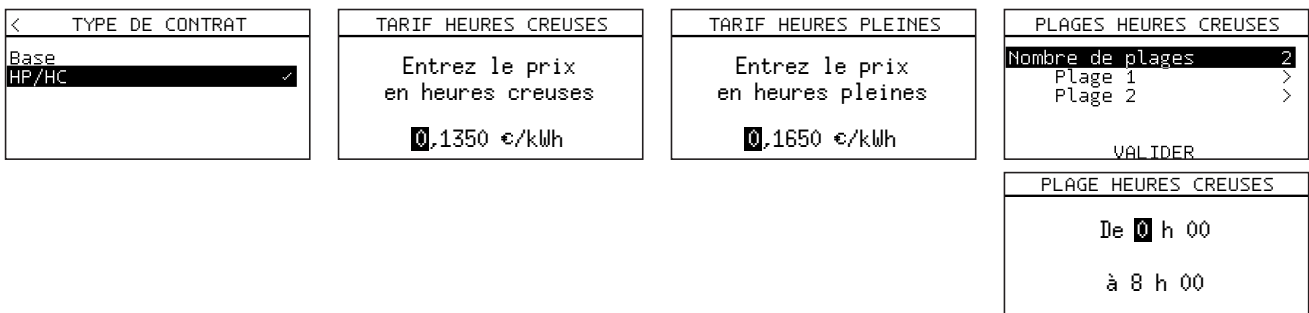 < TYPE DE CONTRAT
Base
HP/HC ✓
TARIF HEURES CREUSES
Entrez le prix
en heures creuses
0,1350 €/kWh
TARIF HEURES PLEINES
Entrez le prix
en heures pleines
0,1650 €/kWh
PLAGES HEURES CREUSES
Nombre de plages 2
Plage 1 >
Plage 2 >
VALIDER
PLAGE HEURES CREUSES
De 0 h 00
à 8 h 00